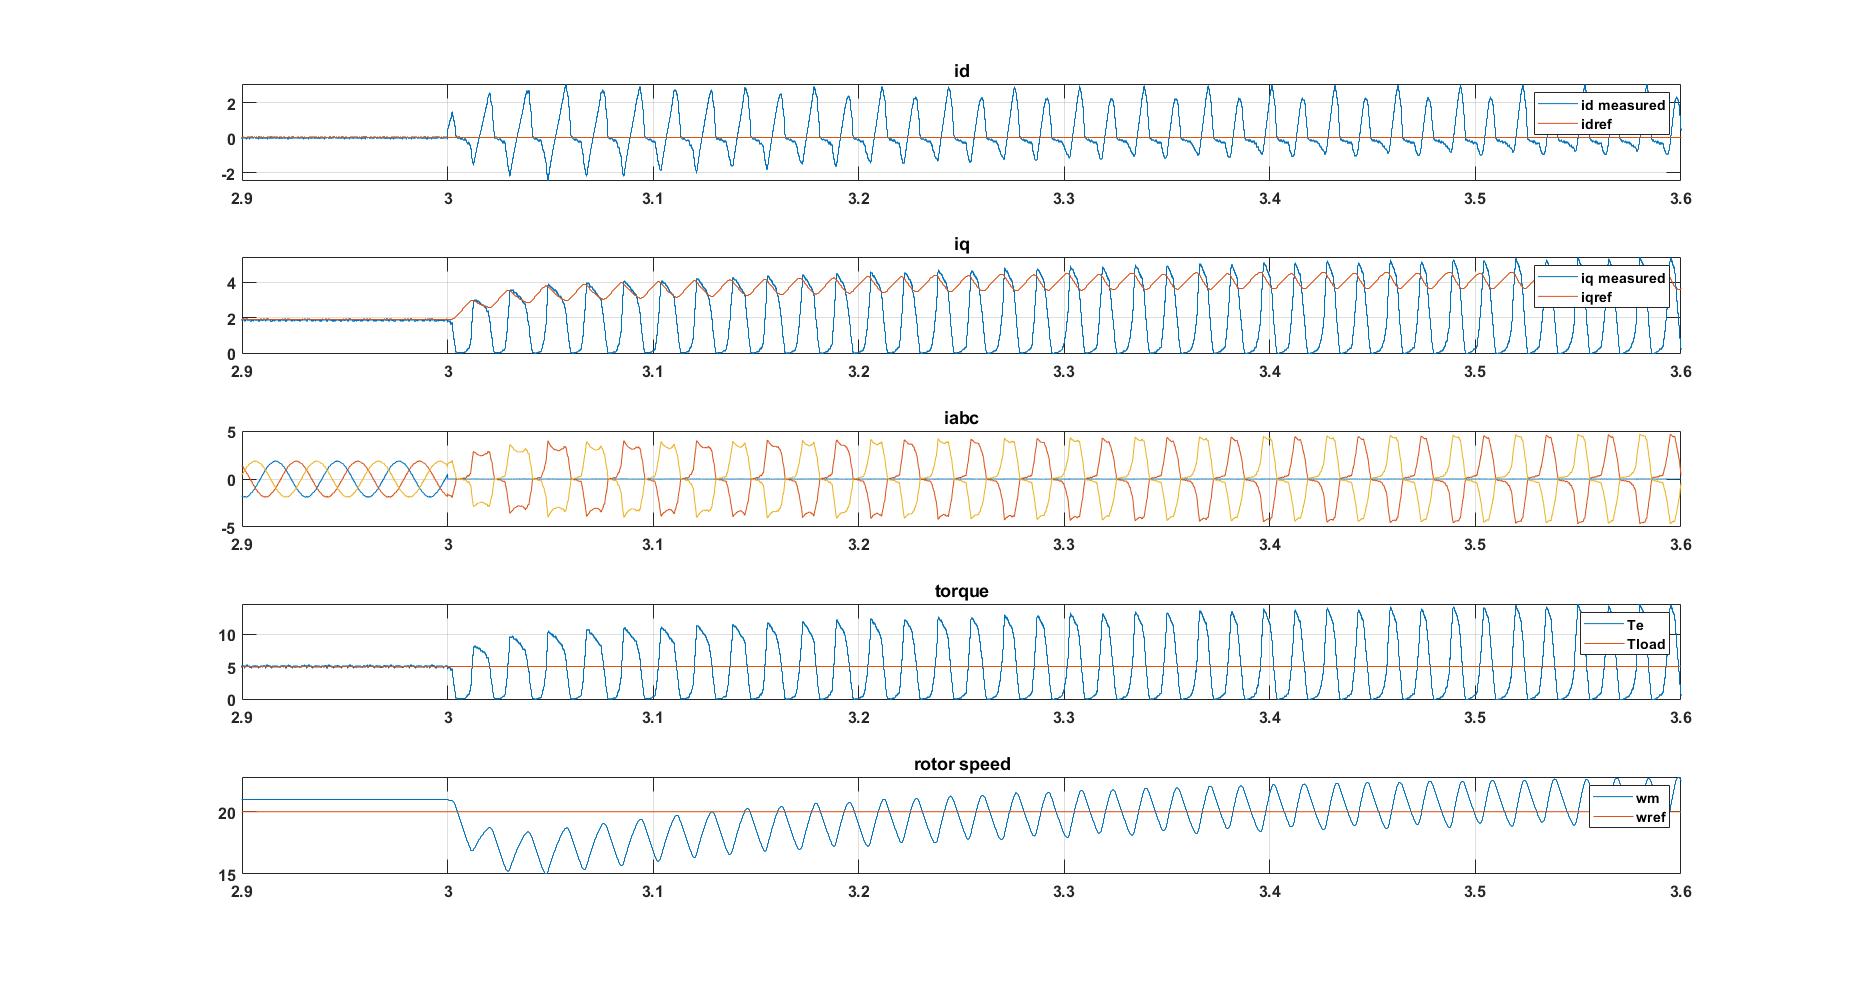 id
2
0
-2
id measured
idref
2.9 3 3.1 3.2 3.3 3.4 3.5 3.6
iq
4
2
0
iq measured
iqref
2.9 3 3.1 3.2 3.3 3.4 3.5 3.6
iabc
5
0
-5
2.9 3 3.1 3.2 3.3 3.4 3.5 3.6
torque
10
5
0
Te
Tload
2.9 3 3.1 3.2 3.3 3.4 3.5 3.6
rotor speed
20
15
wm
wref
2.9 3 3.1 3.2 3.3 3.4 3.5 3.6